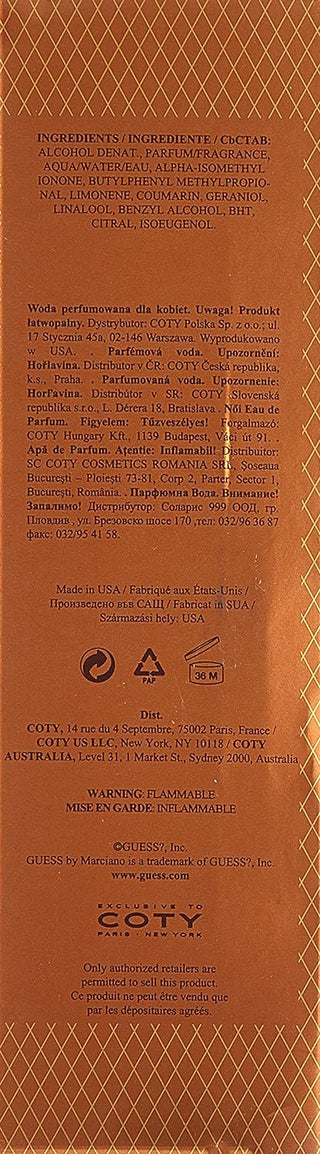 INGREDIENTS / INGREDIENTE / СЪСТАВ:
ALCOHOL DENAT., PARFUM/FRAGRANCE,
AQUA/WATER/EAU, ALPHA-ISOMETHYL
IONONE, BUTYLPHENYL METHYLPROPIO-
NAL, LIMONENE, COUMARIN, GERANIOL,
LINALOOL, BENZYL ALCOHOL, BHT,
CITRAL, ISOEUGENOL.
Woda perfumowana dla kobiet. Uwaga! Produkt
łatwopalny. Dystrybutor: COTY Polska Sp. z o.o.; ul.
17 Stycznia 45a, 02-146 Warszawa. Wyprodukowano
w USA. . Parfémová voda. Upozornění:
Hořlavina. Distributor v ČR: COTY Česká republika,
k.s., Praha. . Parfumovaná voda. Upozornenie:
Horľavina. Distribútor v SR: COTY Slovenská
republika s.r.o., L. Dérera 18, Bratislava . Női Eau de
Parfum. Figyelem: Tűzveszélyes! Forgalmazó:
COTY Hungary Kft., 1139 Budapest, Váci út 91. .
Apă de Parfum. Atenţie: Inflamabil! Distribuitor:
SC COTY COSMETICS ROMANIA SRL, Şoseaua
Bucureşti – Ploieşti 73-81, Corp 2, Parter, Sector 1,
Bucureşti, România. . Парфюмна Вода. Внимание!
Запалимо! Дистрибутор: Соларис 999 ООД, гр.
Пловдив , ул. Брезовско шосе 170 ,тел: 032/96 36 87
факс: 032/95 41 58.
Made in USA / Fabriqué aux États-Unis /
Произведено във САЩ / Fabricat in SUA /
Származási hely: USA
PAP
36 M
Dist.
COTY, 14 rue du 4 Septembre, 75002 Paris, France /
COTY US LLC, New York, NY 10118 / COTY
AUSTRALIA, Level 31, 1 Market St., Sydney 2000, Australia
WARNING: FLAMMABLE
MISE EN GARDE: INFLAMMABLE
©GUESS?, Inc.
GUESS by Marciano is a trademark of GUESS?, Inc.
www.guess.com
EXCLUSIVE TO
COTY
PARIS · NEW YORK
Only authorized retailers are
permitted to sell this product.
Ce produit ne peut être vendu que
par les dépositaires agréés.